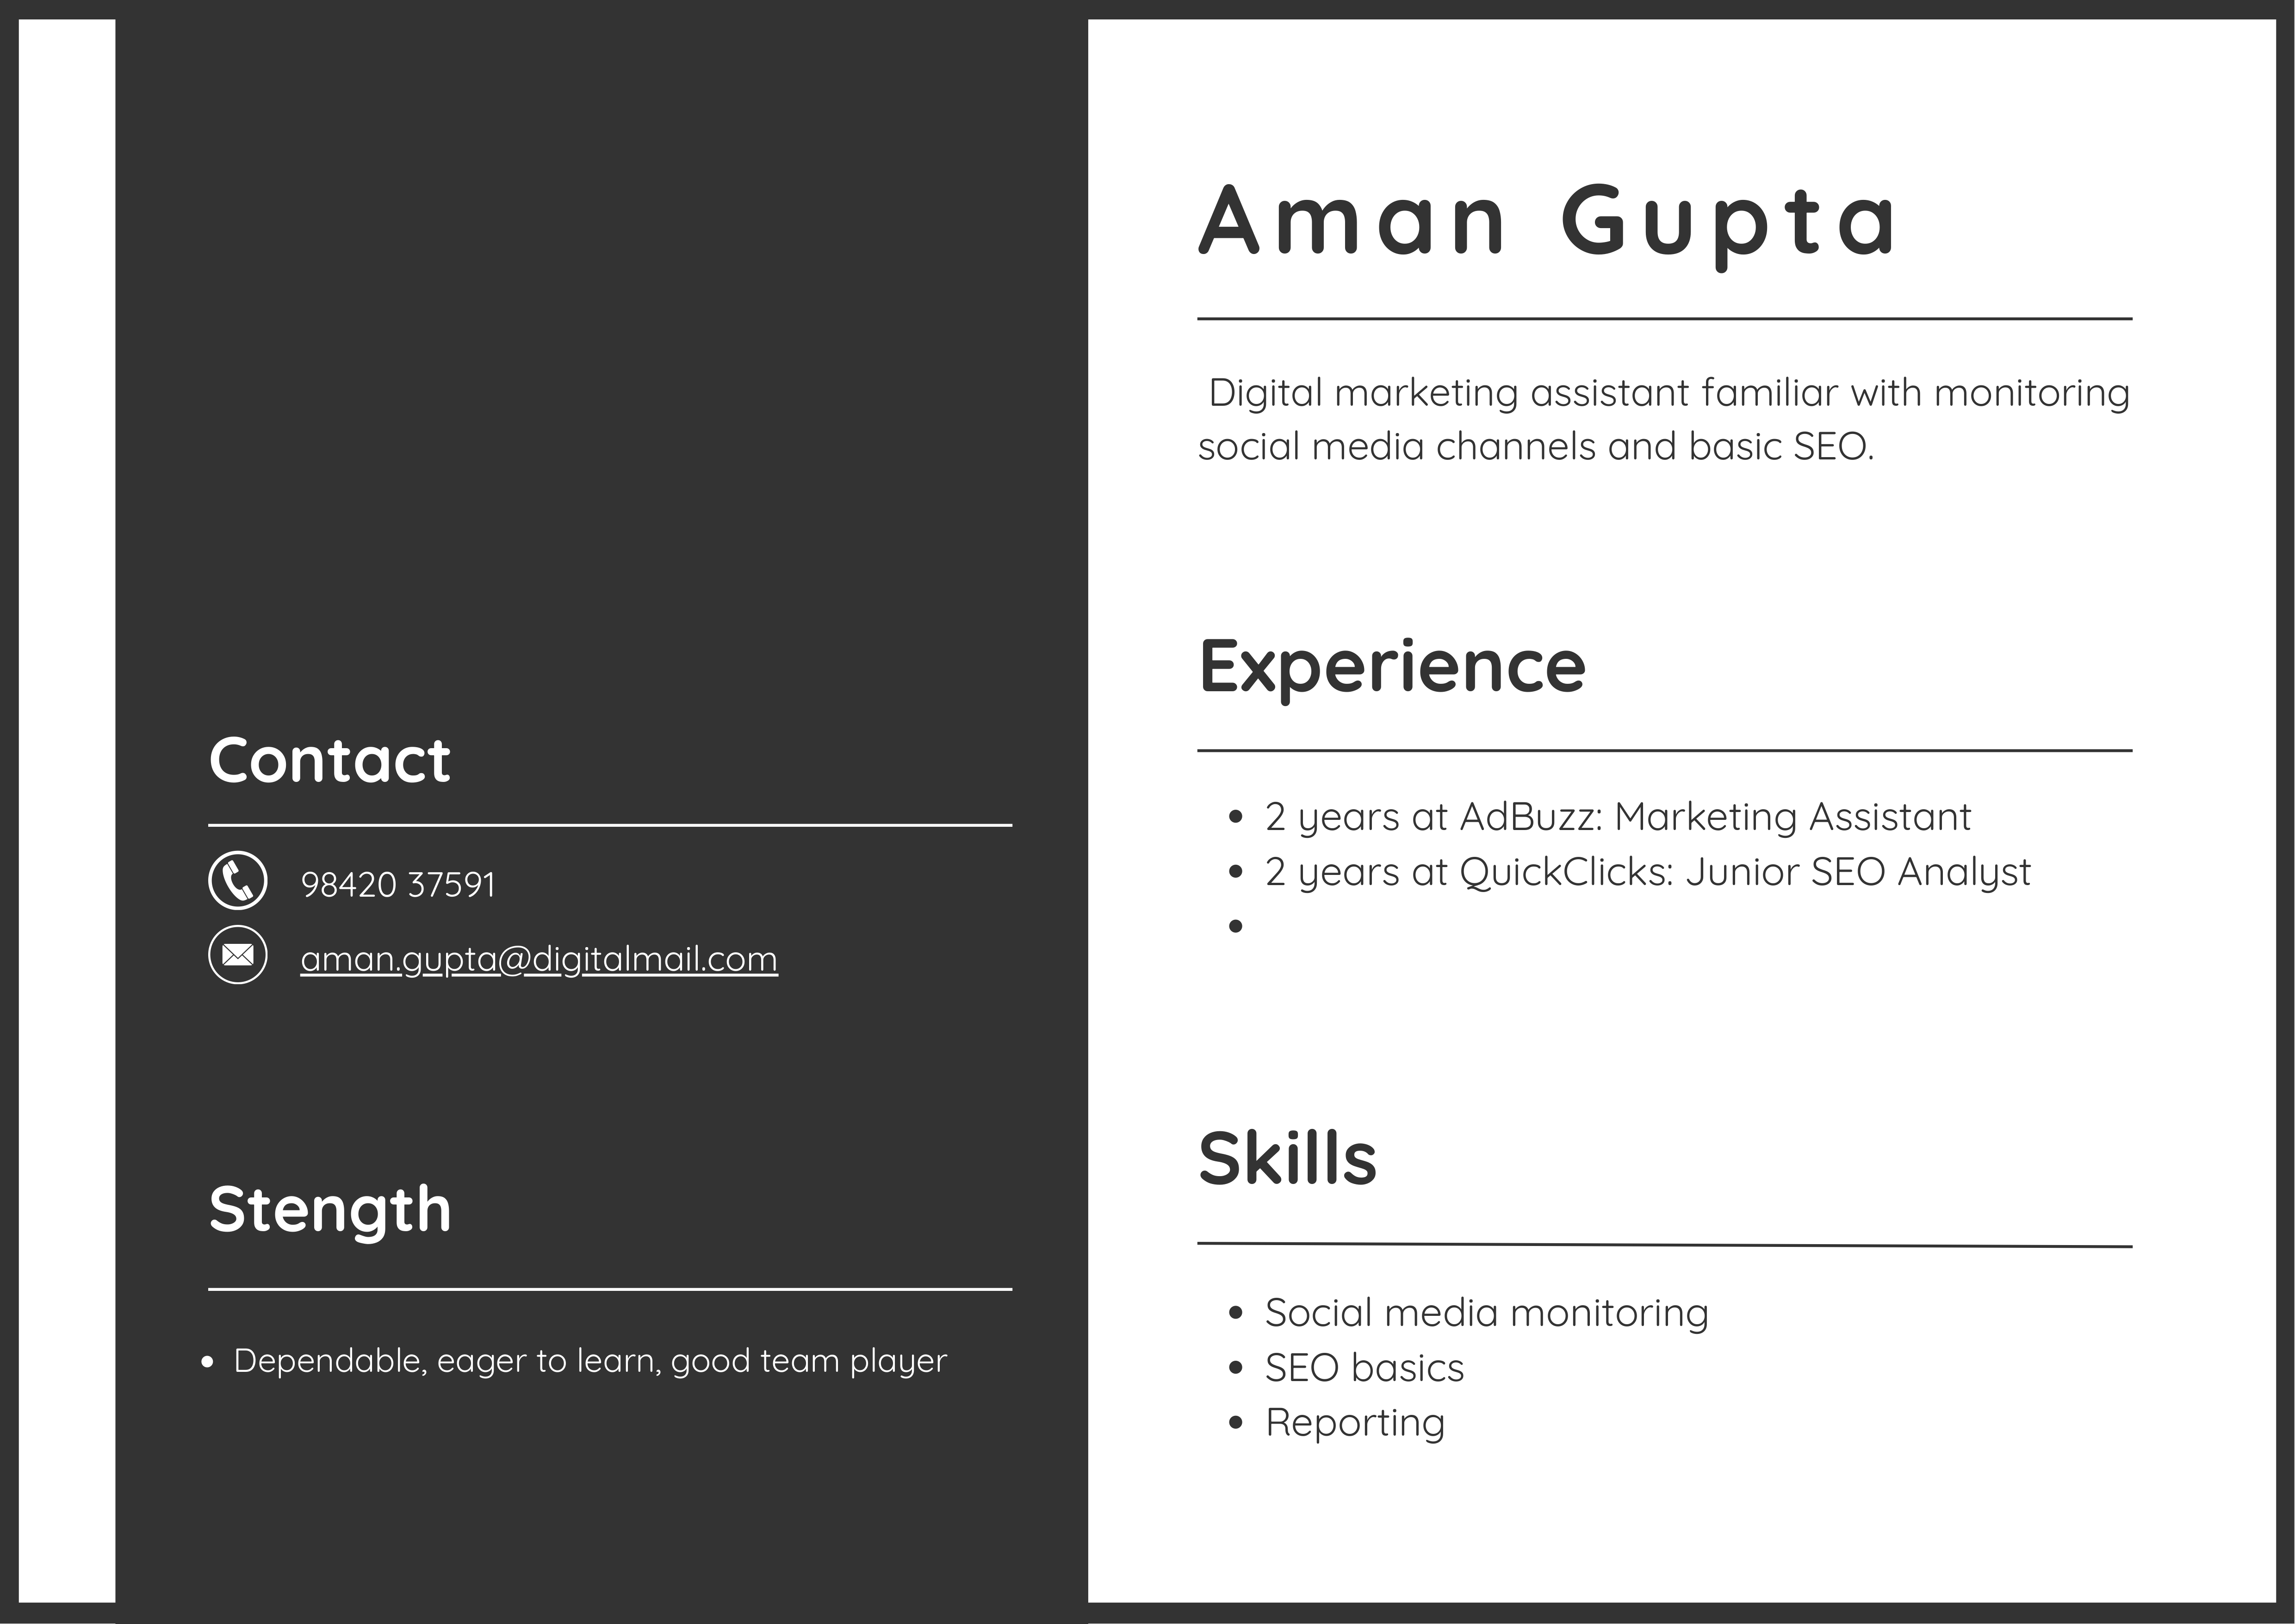 Contact
98420 37591
aman.gupta@digitalmail.com
Stength
• Dependable, eager to learn, good team player
Aman Gupta
Digital marketing assistant familiar with monitoring
social media channels and basic SEO.
Experience
• 2 years at AdBuzz: Marketing Assistant
• 2 years at QuickClicks: Junior SEO Analyst
•
Skills
• Social media monitoring
• SEO basics
• Reporting